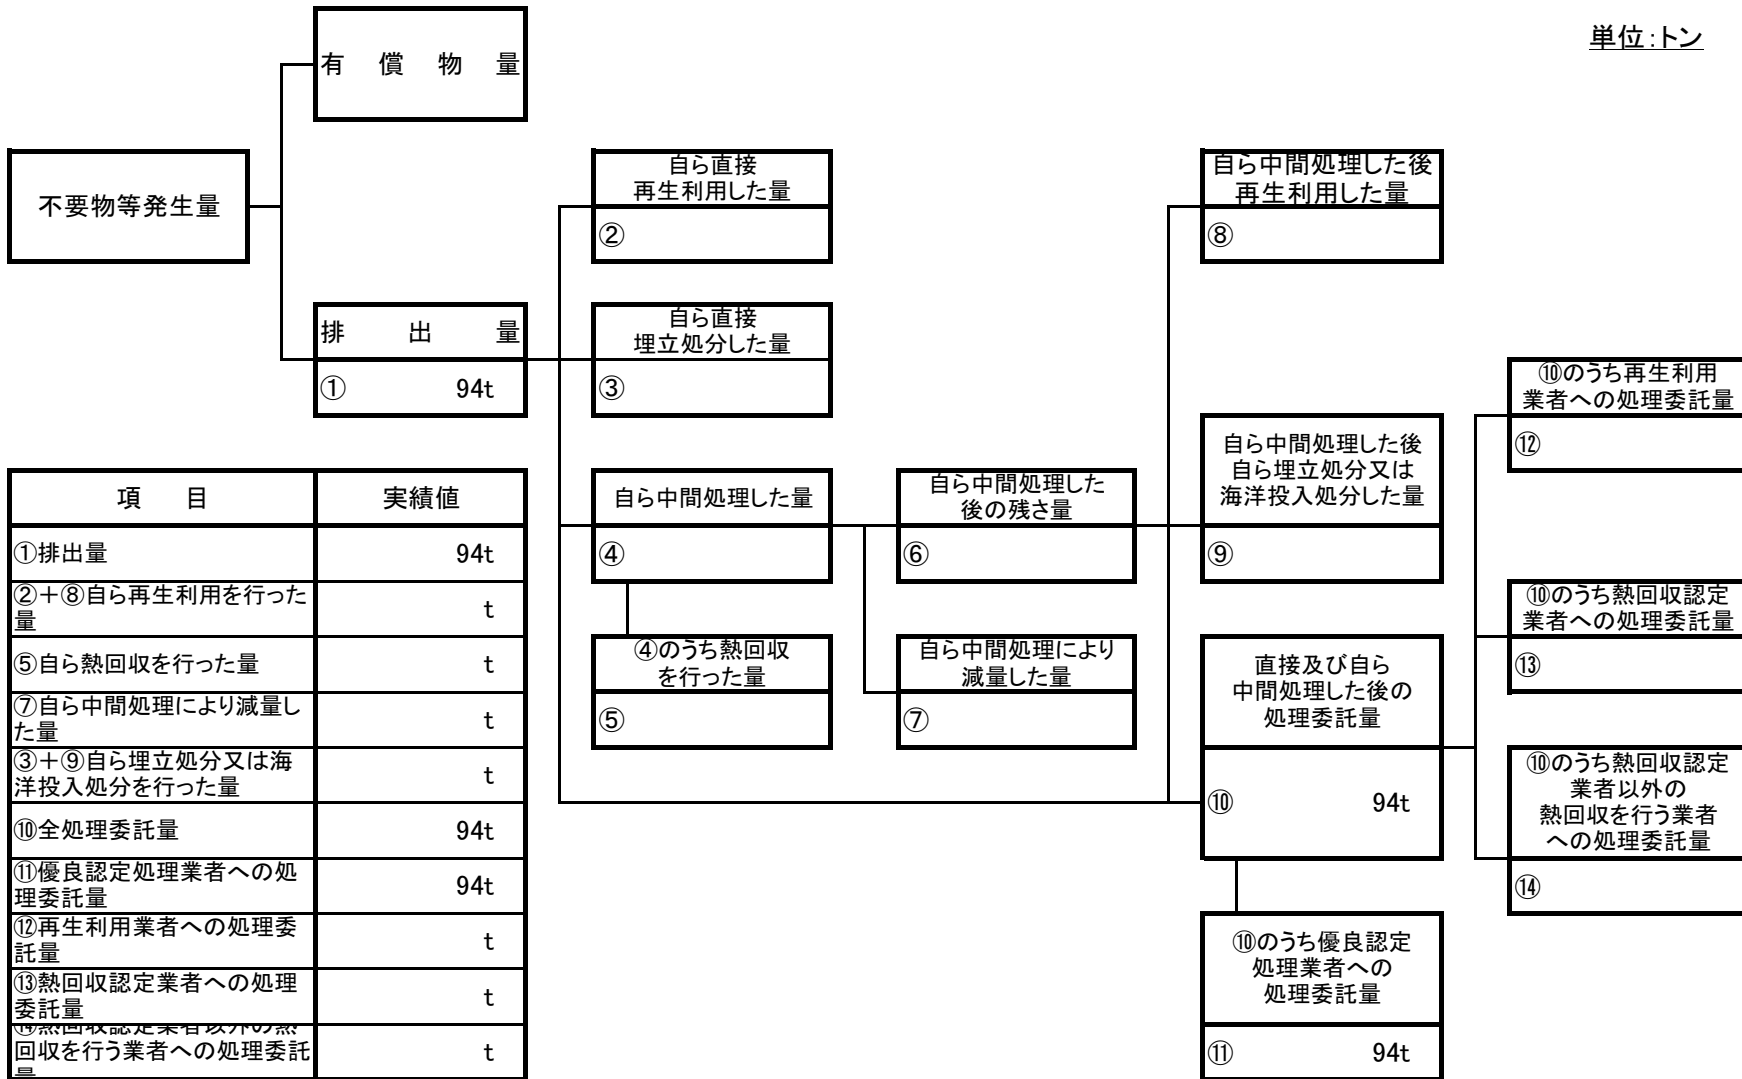 単位:トン
有償物量
不要物等発生量
自ら直接
再生利用した量
②
自ら中間処理した後
再生利用した量
⑧
排出量
① 94t
自ら直接
埋立処分した量
③
⑩のうち再生利用
業者への処理委託量
⑫
自ら中間処理した量
④
自ら中間処理した
後の残さ量
⑥
自ら中間処理した後
自ら埋立処分又は
海洋投入処分した量
⑨
⑩のうち熱回収認定
業者への処理委託量
⑬
④のうち熱回収
を行った量
⑤
自ら中間処理により
減量した量
⑦
直接及び自ら
中間処理した後の
処理委託量
⑩ 94t
⑩のうち熱回収認定
業者以外の
熱回収を行う業者
への処理委託量
⑭
⑩のうち優良認定
処理業者への
処理委託量
⑪ 94t
項目 実績値
①排出量 94t
②+⑧自ら再生利用を行った
量 t
⑤自ら熱回収を行った量 t
⑦自ら中間処理により減量し
た量 t
③+⑨自ら埋立処分又は海
洋投入処分を行った量 t
⑩全処理委託量 94t
⑪優良認定処理業者への処
理委託量 94t
⑫再生利用業者への処理委
託量 t
⑬熱回収認定業者への処理
委託量 t
⑭熱回収認定業者以外の熱
回収を行う業者への処理委託
量 t